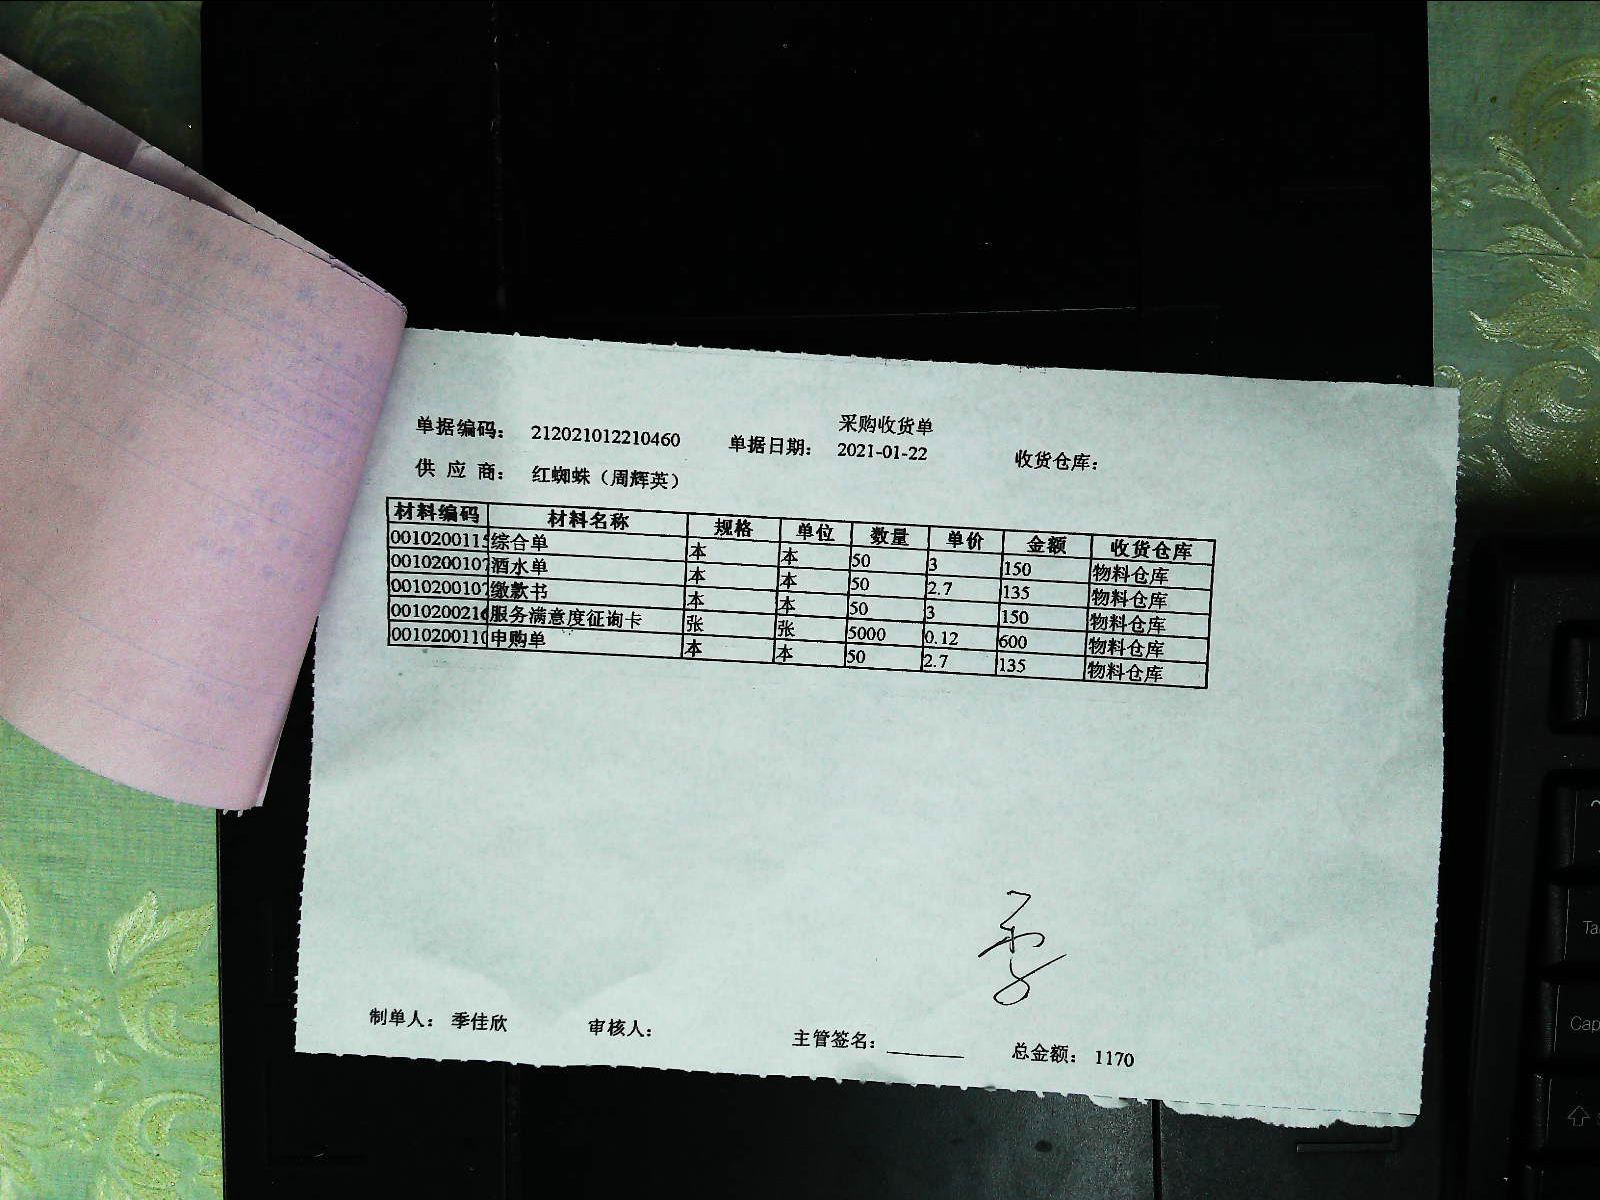 采购收货单
单据编码： 212021012210460 单据日期： 2021-01-22 收货仓库：
供 应 商： 红蜘蛛（周辉英）
材料编码 材料名称 规格 单位 数量 单价 金额 收货仓库
0010200115 综合单 本 本 50 3 150 物料仓库
0010200107 酒水单 本 本 50 2.7 135 物料仓库
0010200107 缴款书 本 本 50 3 150 物料仓库
001020021 服务满意度征询卡 张 张 5000 0.12 600 物料仓库
001020011 申购单 本 本 50 2.7 135 物料仓库
制单人： 季佳欣 审核人： 主管签名： 总金额： 1170
Cap